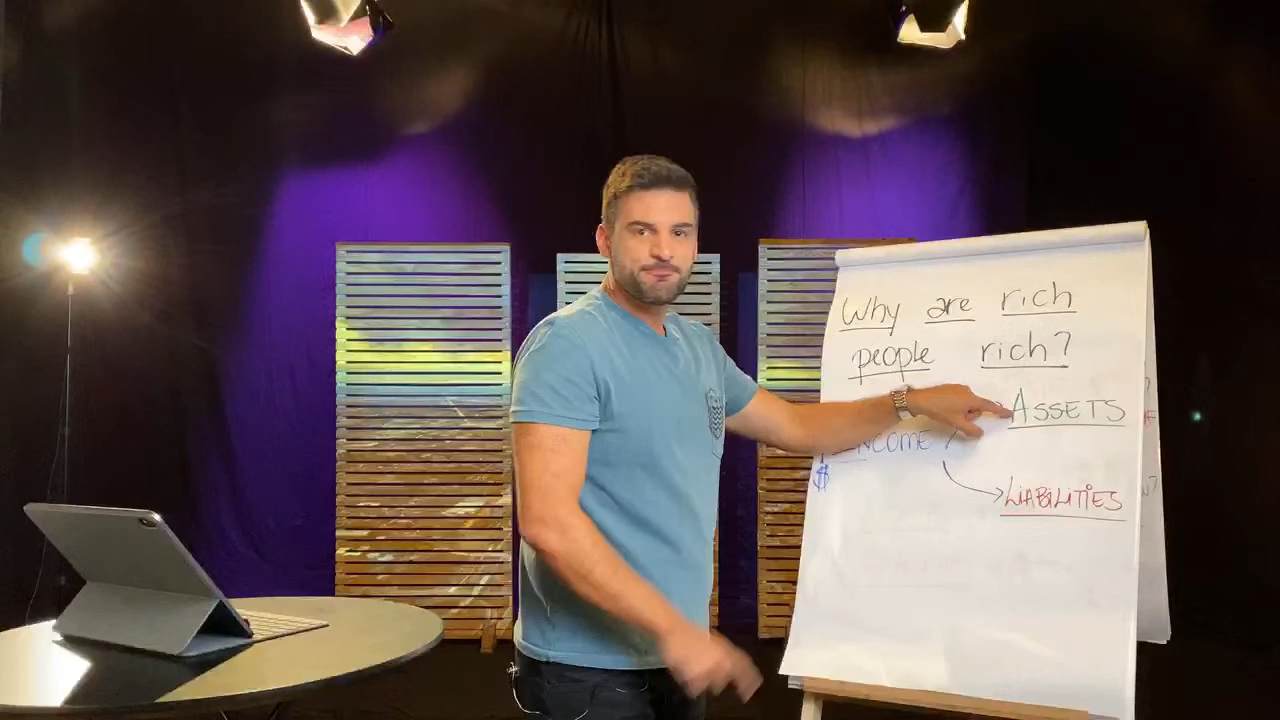 Why are rich
people rich?
ASSETS
INCOME
$
LIABILITIES